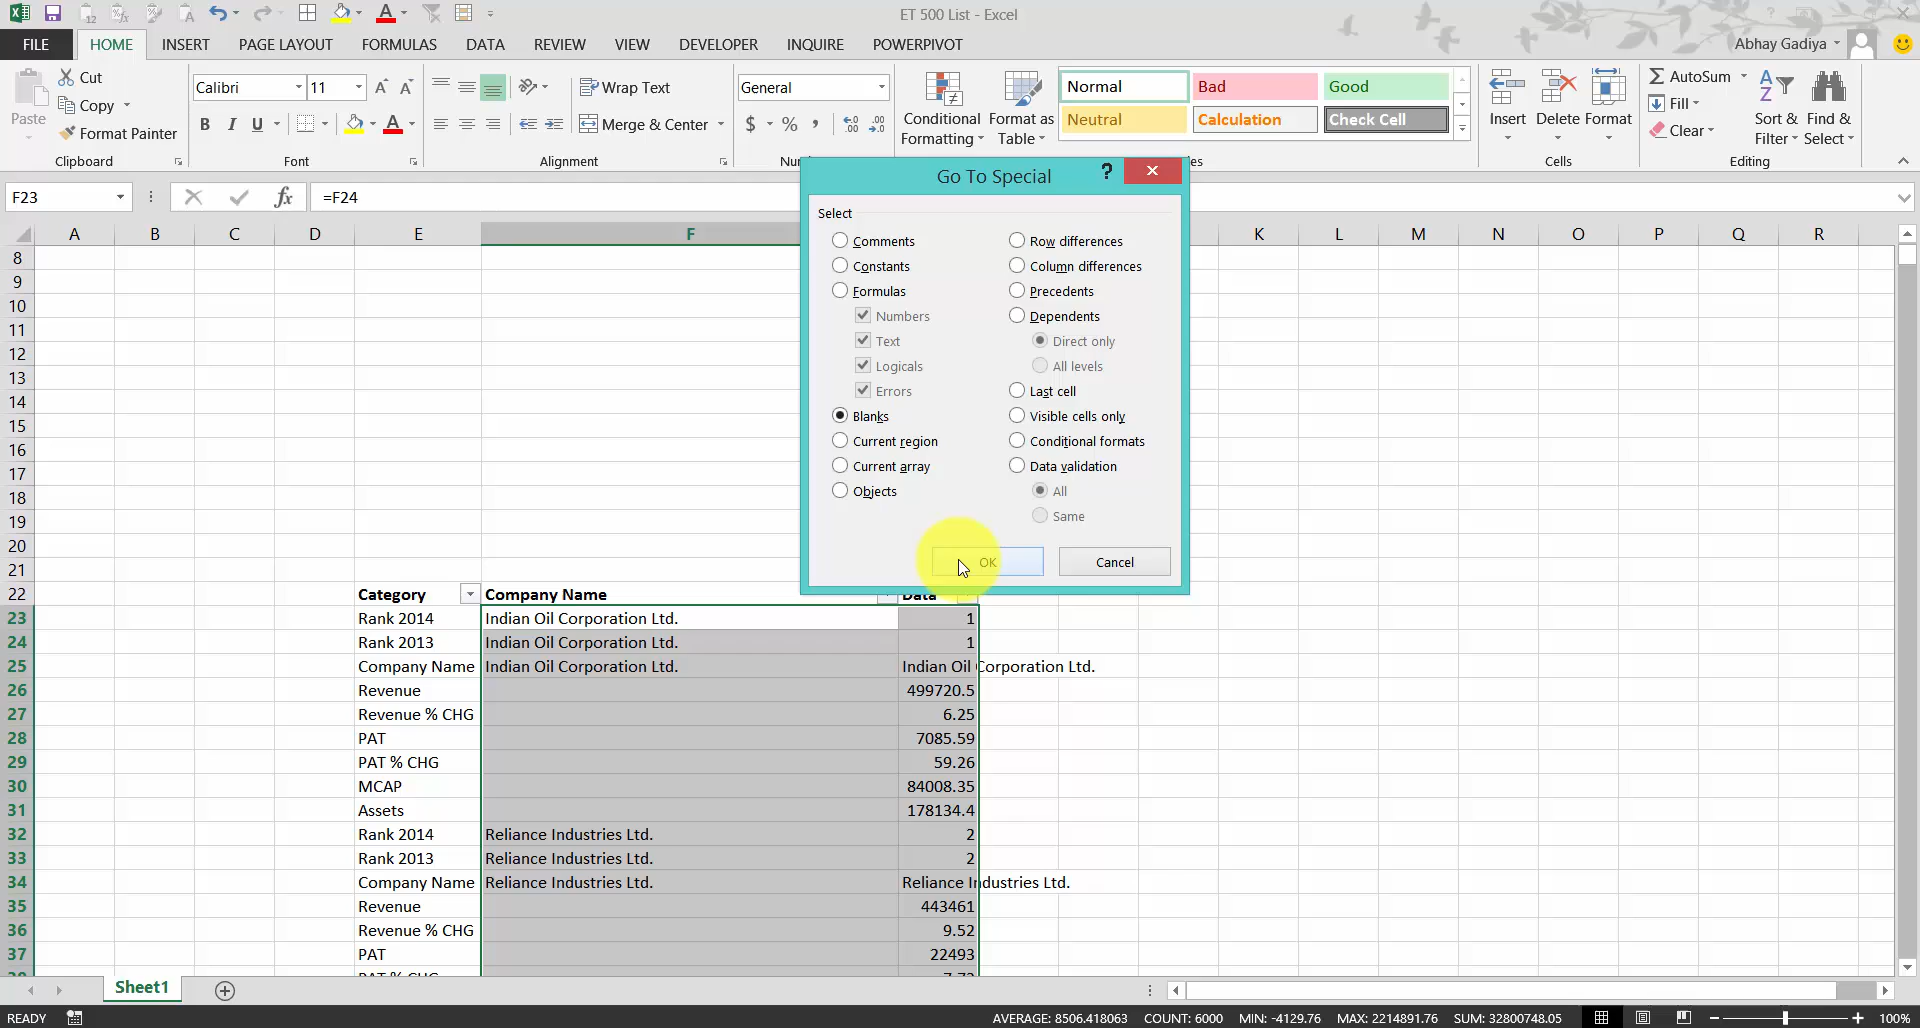 ET 500 List - Excel
FILE HOME INSERT PAGE LAYOUT FORMULAS DATA REVIEW VIEW DEVELOPER INQUIRE POWERPIVOT Abhay Gadiya
Paste
Cut
Copy
Format Painter
Clipboard
Calibri 11
B I U
Font
Wrap Text
Merge & Center
Alignment
General
$ % ,
Conditional Formatting
Format as Table
Normal Bad Good
Neutral Calculation Check Cell
Insert Delete Format
Cells
AutoSum
Fill
Clear
Sort & Filter
Find & Select
Editing
F23 fx =F24
Go To Special ?
Select
Comments Row differences
Constants Column differences
Formulas Precedents
Numbers Dependents
Text Direct only
Logicals All levels
Errors Last cell
Blanks Visible cells only
Current region Conditional formats
Current array Data validation
Objects All
Same
OK Cancel
A B C D E F K L M N O P Q R
8
9
10
11
12
13
14
15
16
17
18
19
20
21
22 Category Company Name Data
23 Rank 2014 Indian Oil Corporation Ltd. 1
24 Rank 2013 Indian Oil Corporation Ltd. 1
25 Company Name Indian Oil Corporation Ltd. Indian Oil Corporation Ltd.
26 Revenue 499720.5
27 Revenue % CHG 6.25
28 PAT 7085.59
29 PAT % CHG 59.26
30 MCAP 84008.35
31 Assets 178134.4
32 Rank 2014 Reliance Industries Ltd. 2
33 Rank 2013 Reliance Industries Ltd. 2
34 Company Name Reliance Industries Ltd. Reliance Industries Ltd.
35 Revenue 443461
36 Revenue % CHG 9.52
37 PAT 22493
Sheet1
READY AVERAGE: 8506.418063 COUNT: 6000 MIN: -4129.76 MAX: 2214891.76 SUM: 32800748.05 100%